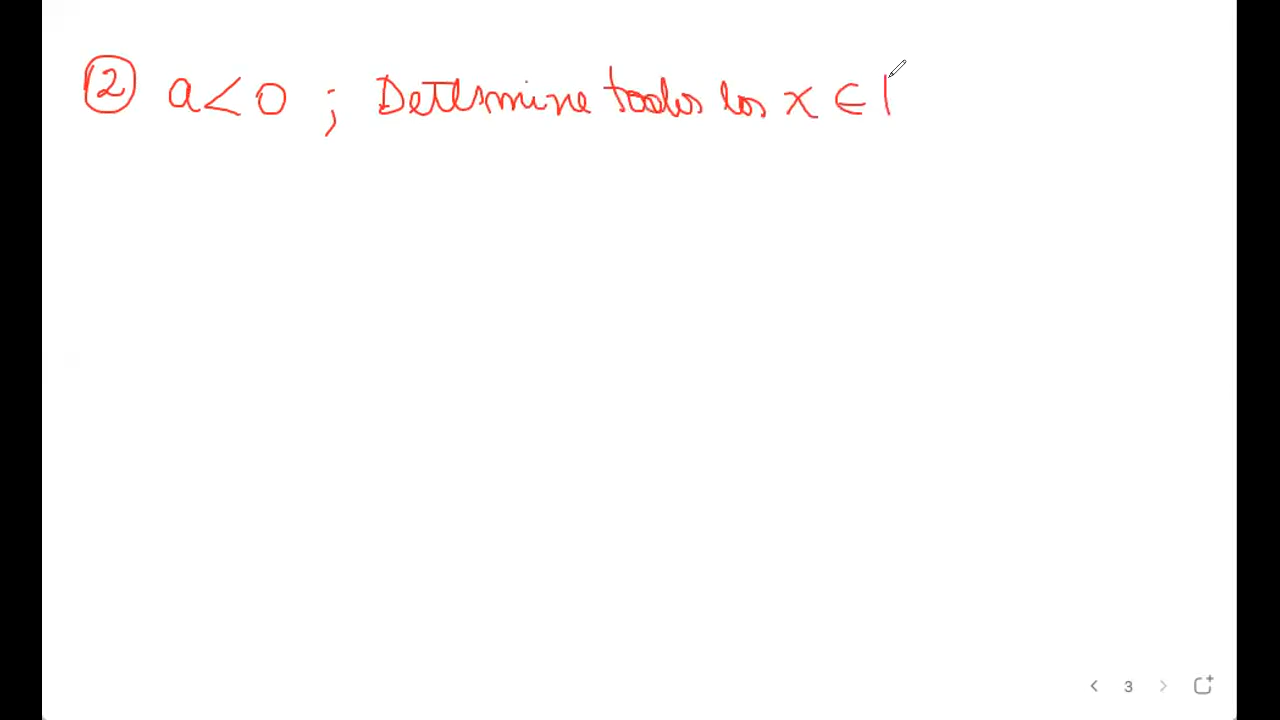 ② a < 0 ; Determine todos los x ∈ I
3